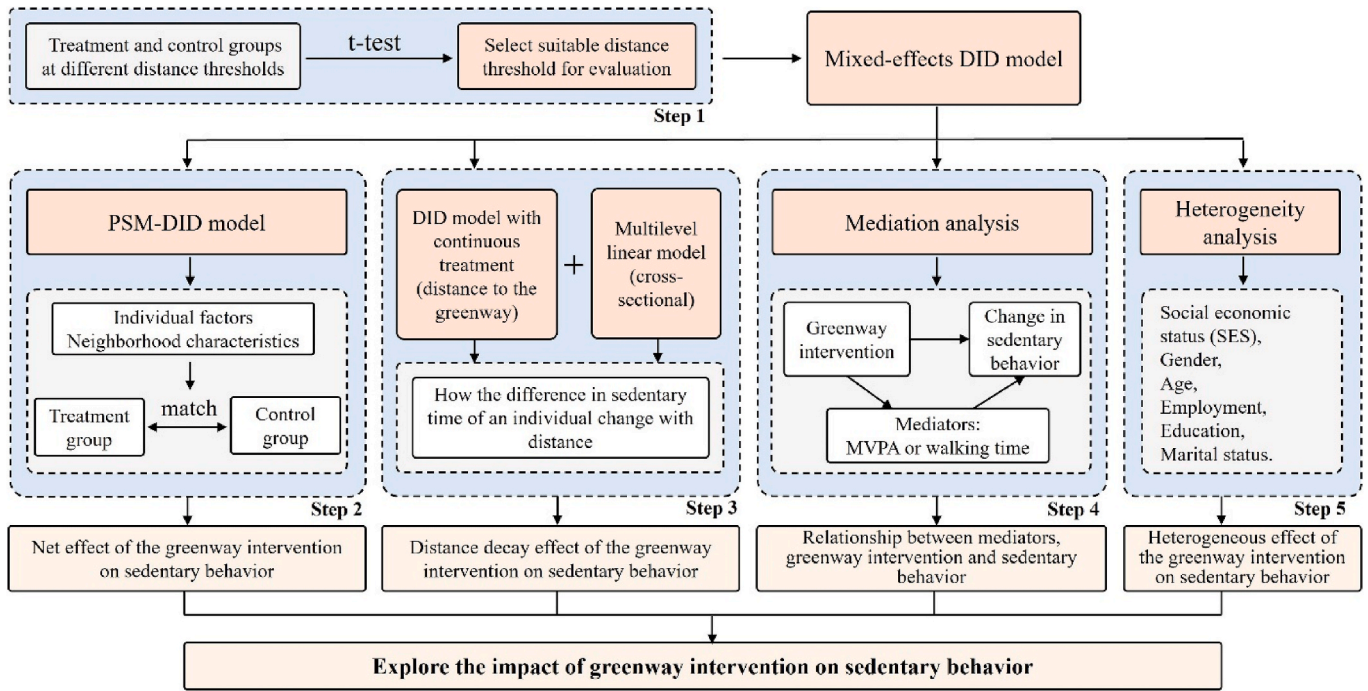 Treatment and control groups
at different distance thresholds
t-test
Select suitable distance
threshold for evaluation
Step 1
Mixed-effects DID model
PSM-DID model
Individual factors
Neighborhood characteristics
Treatment
group
match
Control
group
Step 2
DID model with
continuous
treatment
(distance to the
greenway)
+
Multilevel
linear model
(cross-
sectional)
How the difference in sedentary
time of an individual change with
distance
Step 3
Mediation analysis
Greenway
intervention
Change in
sedentary
behavior
Mediators:
MVPA or walking time
Step 4
Heterogeneity
analysis
Social economic
status (SES),
Gender,
Age,
Employment,
Education,
Marital status.
Step 5
Net effect of the greenway intervention
on sedentary behavior
Distance decay effect of the greenway
intervention on sedentary behavior
Relationship between mediators,
greenway intervention and sedentary
behavior
Heterogeneous effect of
the greenway intervention
on sedentary behavior
Explore the impact of greenway intervention on sedentary behavior